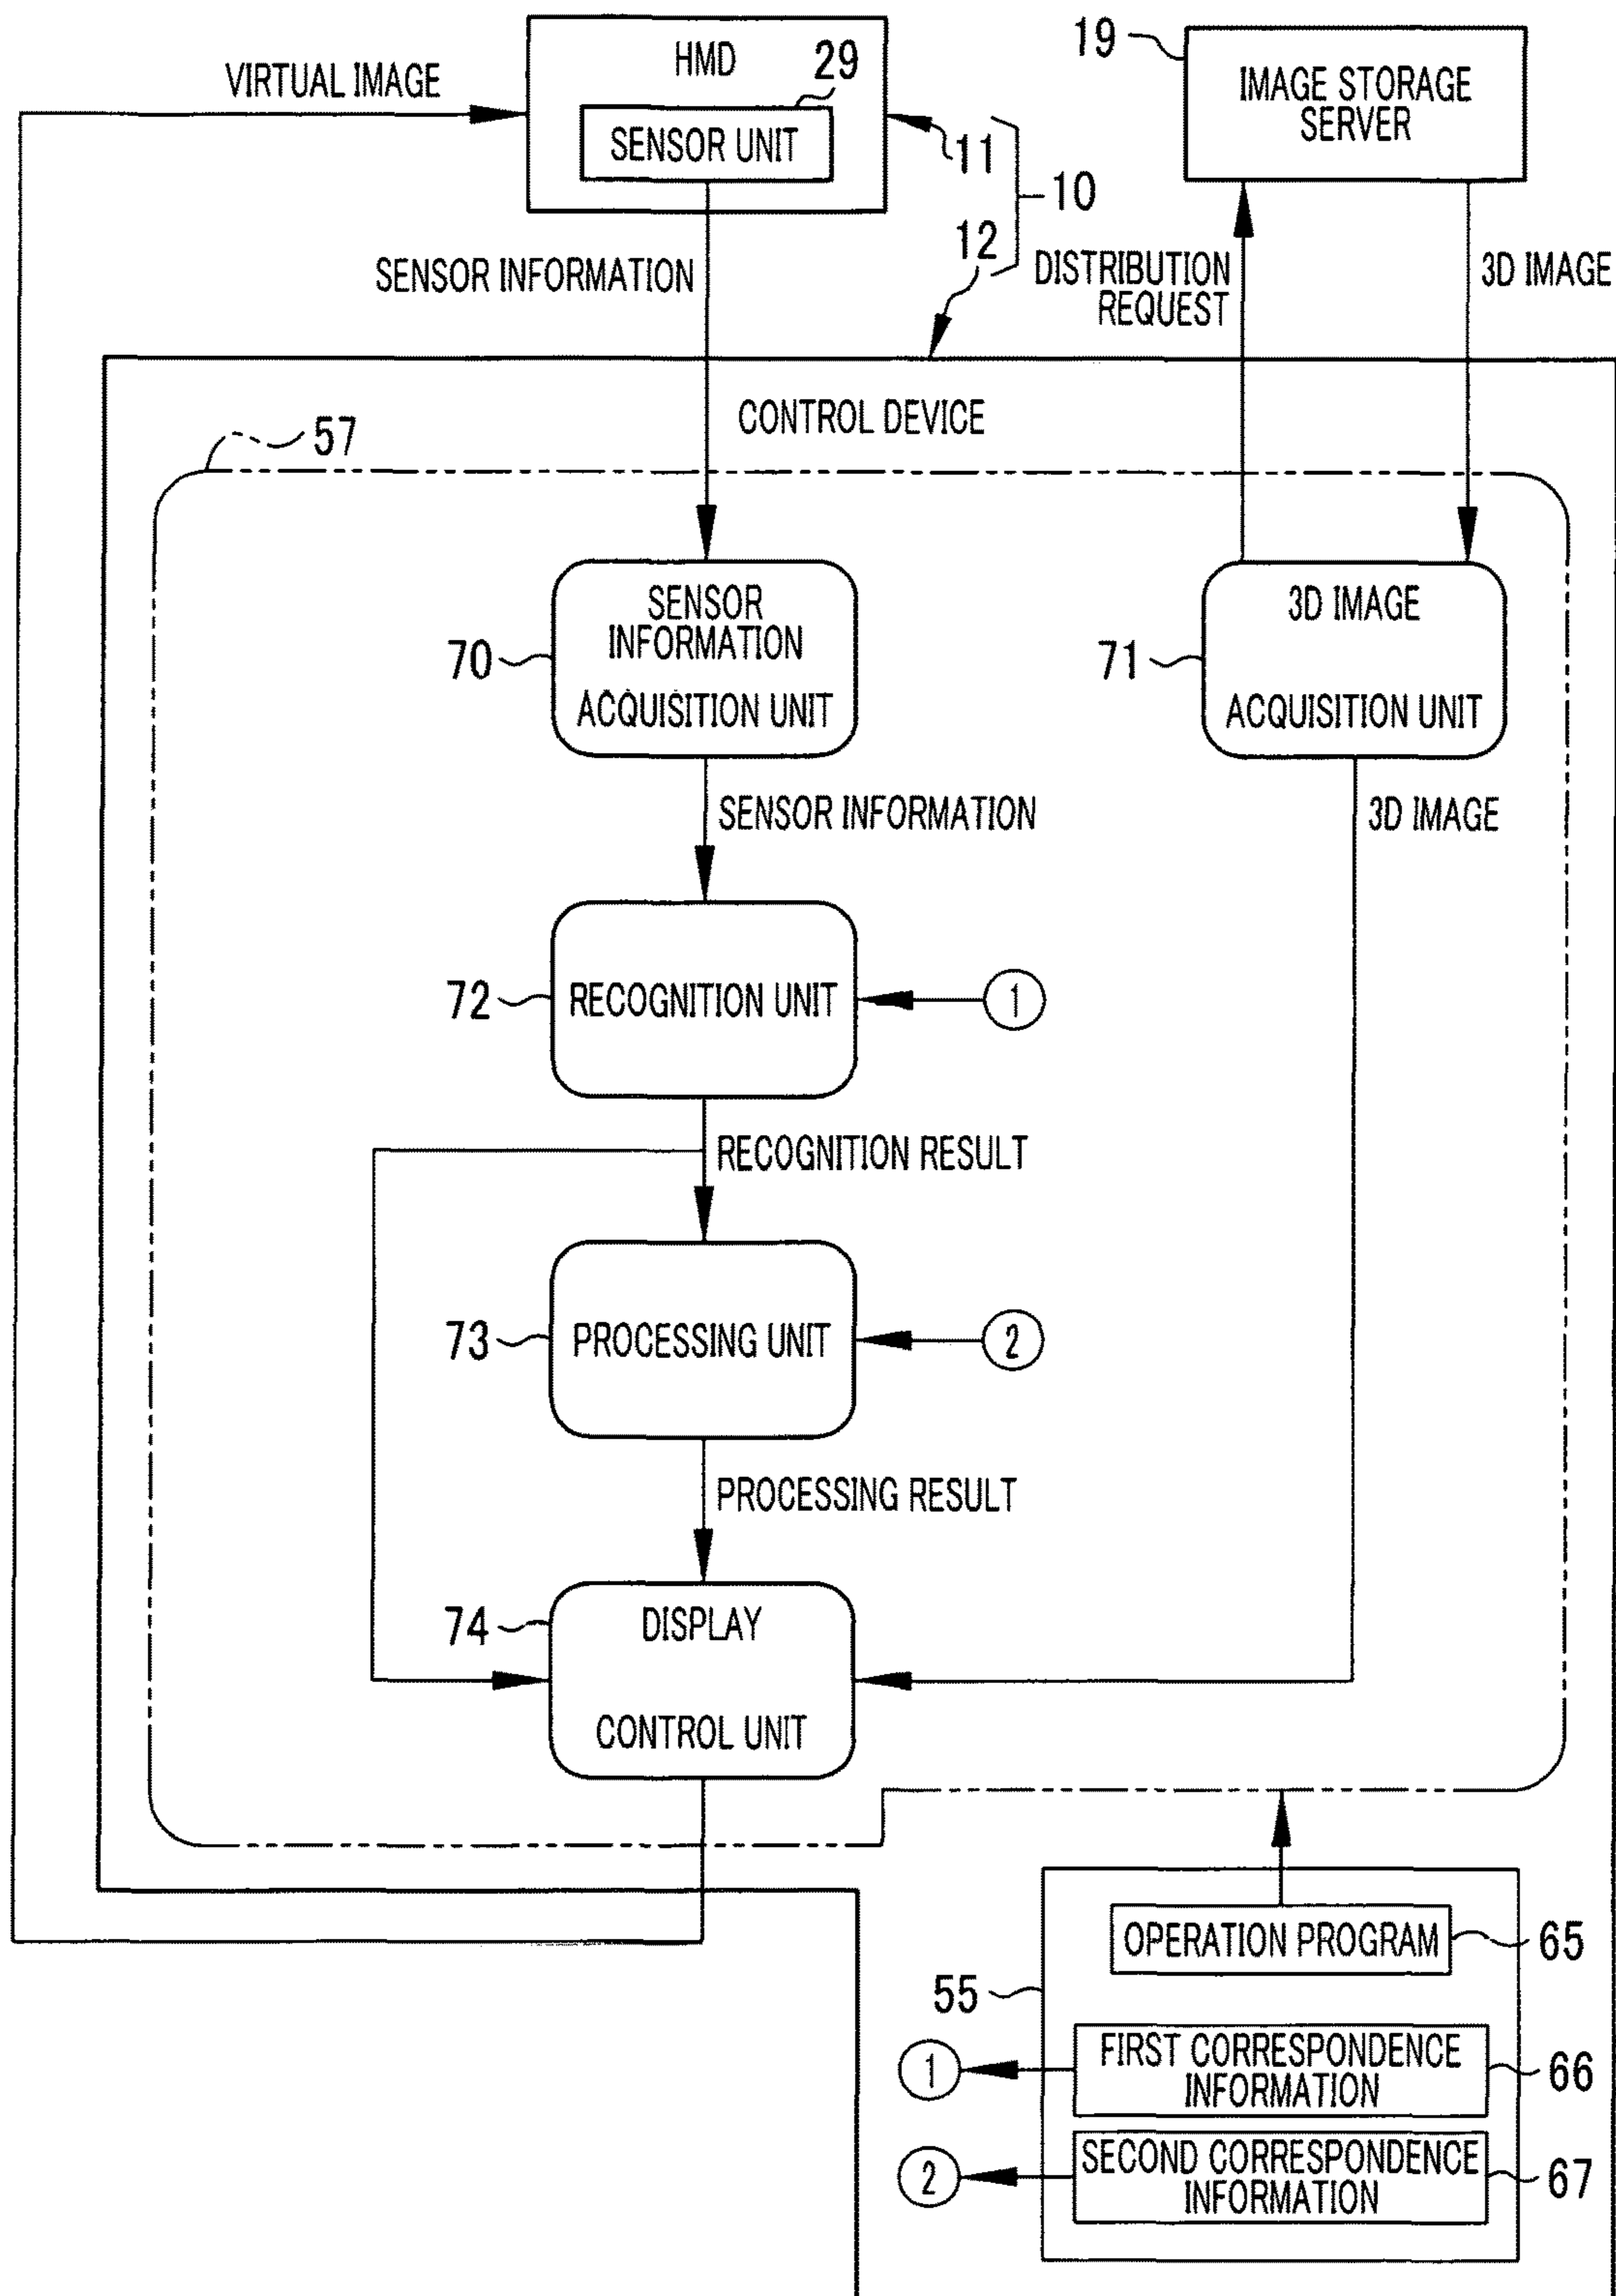 HMD
29
19
VIRTUAL IMAGE
SENSOR UNIT
IMAGE STORAGE
SERVER
11
10
12
SENSOR INFORMATION
DISTRIBUTION
REQUEST
3D IMAGE
CONTROL DEVICE
57
SENSOR
INFORMATION
ACQUISITION UNIT
70
3D IMAGE
ACQUISITION UNIT
71
SENSOR INFORMATION
3D IMAGE
72
RECOGNITION UNIT
1
RECOGNITION RESULT
73
PROCESSING UNIT
2
PROCESSING RESULT
74
DISPLAY
CONTROL UNIT
OPERATION PROGRAM
65
55
1
FIRST CORRESPONDENCE
INFORMATION
66
2
SECOND CORRESPONDENCE
INFORMATION
67